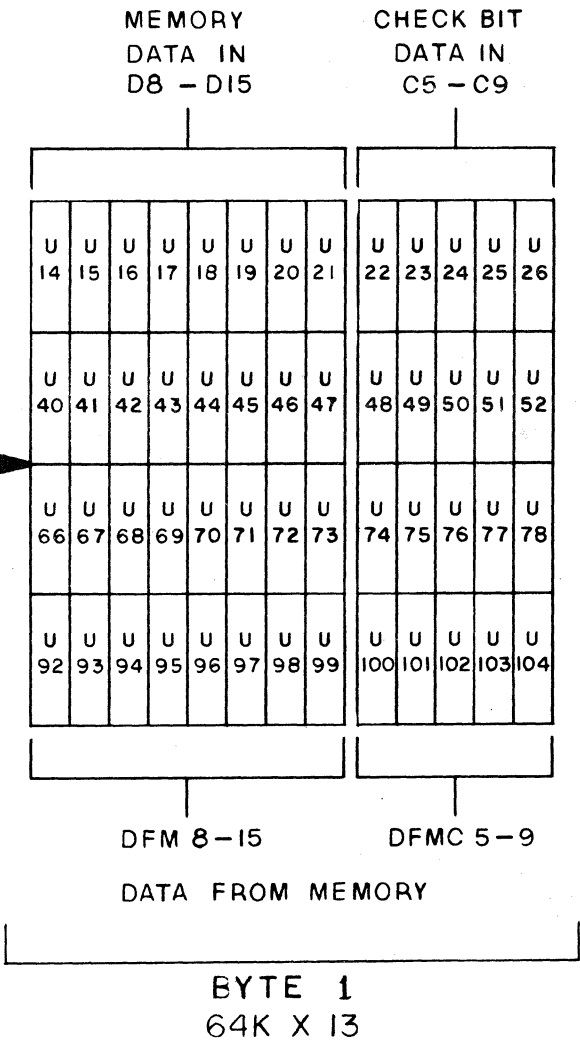 MEMORY
DATA IN
D8 – D15
CHECK BIT
DATA IN
C5 – C9
U U U U U U U U U U U U U
14 15 16 17 18 19 20 21 22 23 24 25 26
U U U U U U U U U U U U U
40 41 42 43 44 45 46 47 48 49 50 51 52
U U U U U U U U U U U U U
66 67 68 69 70 71 72 73 74 75 76 77 78
U U U U U U U U U U U U U
92 93 94 95 96 97 98 99 100 101 102 103 104
DFM 8–15
DFMC 5–9
DATA FROM MEMORY
BYTE 1
64K X 13